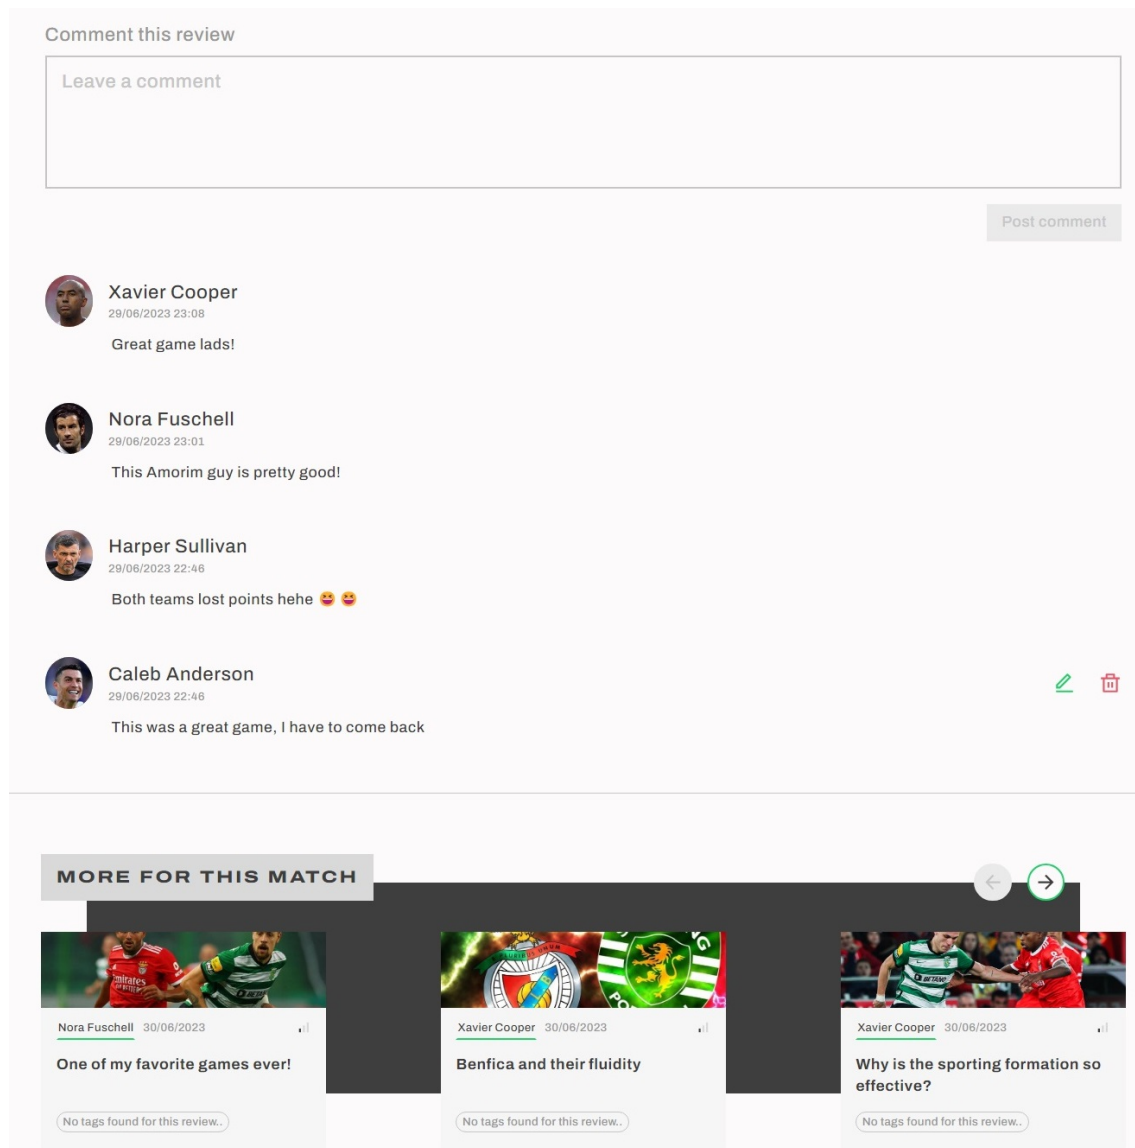 Comment this review
Leave a comment
Post comment
Xavier Cooper
29/06/2023 23:08
Great game lads!
Nora Fuschell
29/06/2023 23:01
This Amorim guy is pretty good!
Harper Sullivan
29/06/2023 22:46
Both teams lost points hehe 😆 😆
Caleb Anderson
29/06/2023 22:46
This was a great game, I have to come back
MORE FOR THIS MATCH
Nora Fuschell 30/06/2023
One of my favorite games ever!
No tags found for this review..
Xavier Cooper 30/06/2023
Benfica and their fluidity
No tags found for this review..
Xavier Cooper 30/06/2023
Why is the sporting formation so
effective?
No tags found for this review..